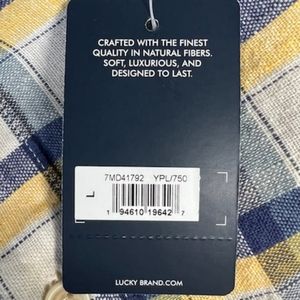 CRAFTED WITH THE FINEST
QUALITY IN NATURAL FIBERS.
SOFT, LUXURIOUS, AND
DESIGNED TO LAST.
7MD41792 YPL/750
L
1 94610 19642 7
LUCKY BRAND.COM